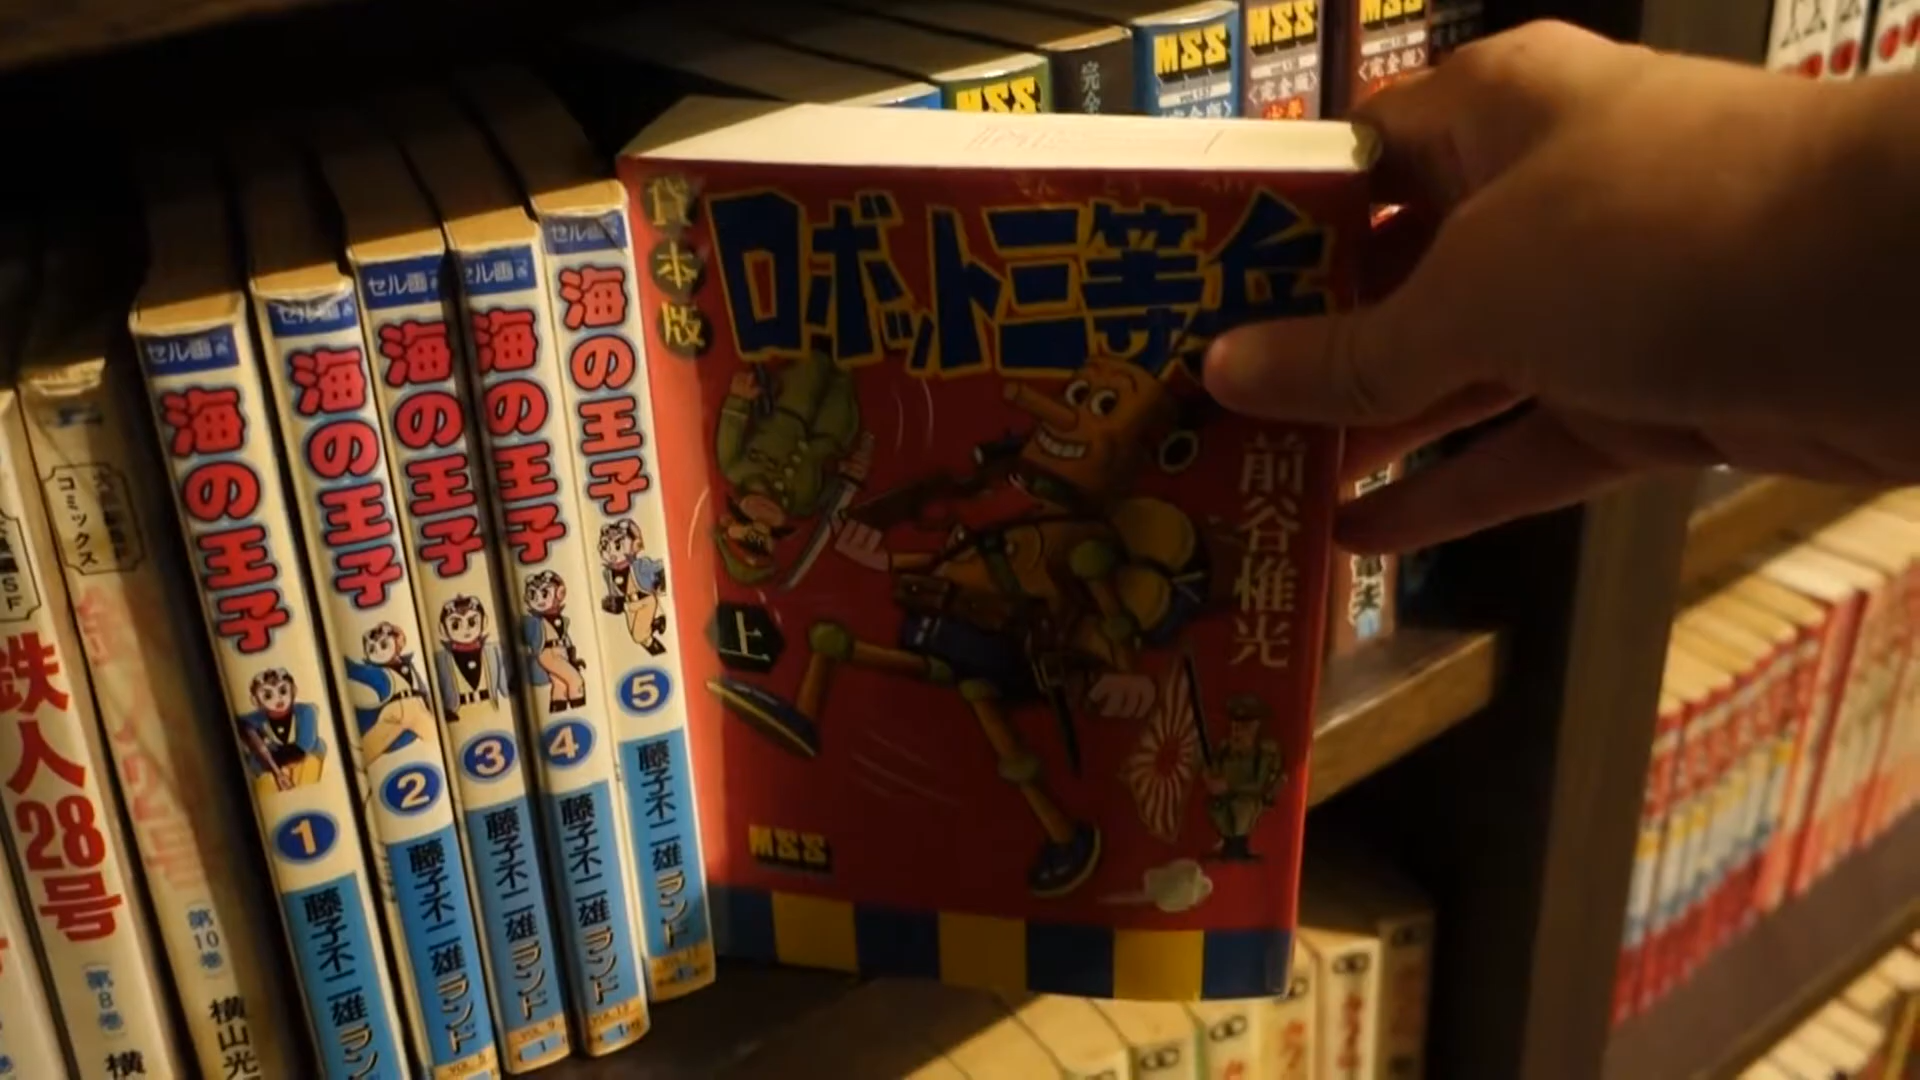 鉄人28号
第8巻
横
コミックス
第10巻
横山光
セル画
海の王子
1
藤子不二雄ラン
セル画
海の王子
2
藤子不二雄ランド
セル画
海の王子
3
藤子不二雄ランド
セル画
海の王子
4
藤子不二雄ランド
セル画
海の王子
5
藤子不二雄ランド
貸本版
ロボット三等兵
前谷惟光
上
MSS
MSS
完全
MSS
〈完全版〉
MSS
〈完全版〉
MSS
〈完全版〉